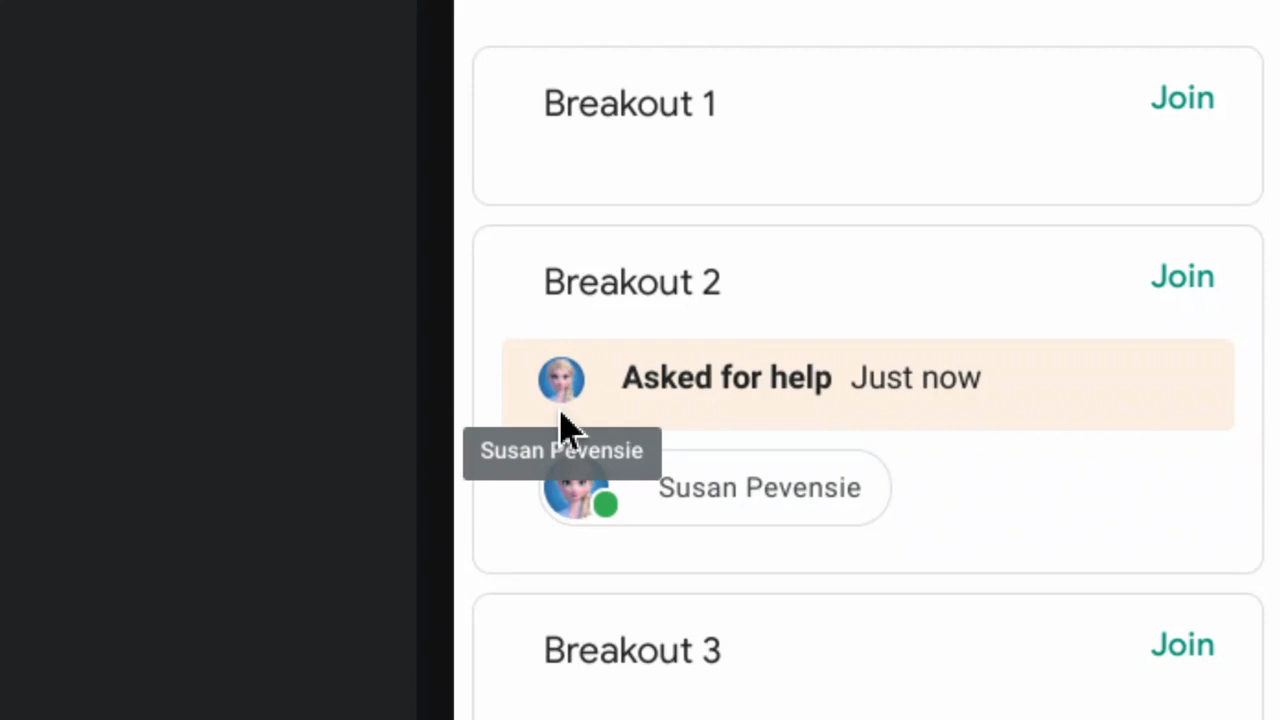 Breakout 1 Join
Breakout 2 Join
Asked for help Just now
Susan Pevensie
Susan Pevensie
Breakout 3 Join